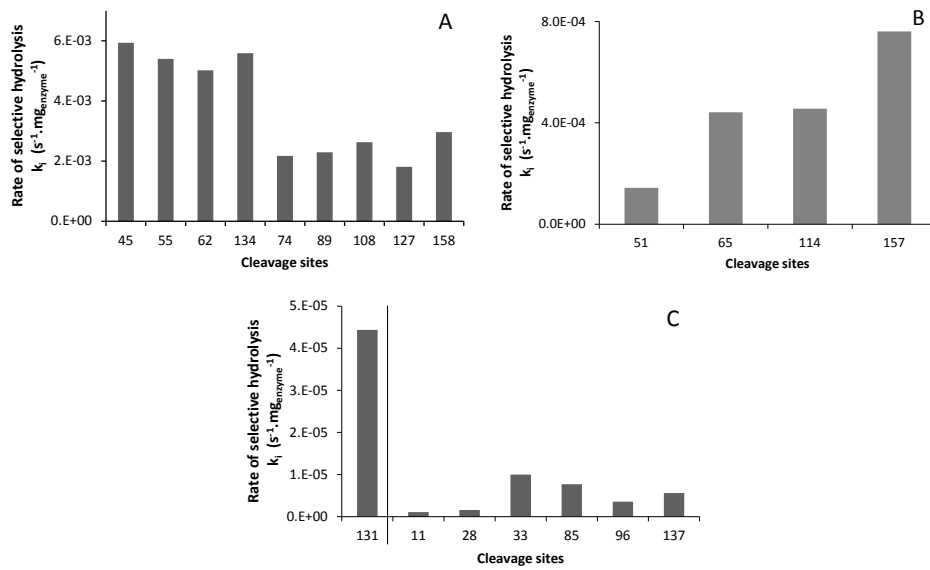 A
Rate of selective hydrolysis
kᵢ (s⁻¹.mg_enzyme⁻¹)
6.E-03
4.E-03
2.E-03
0.E+00
45 55 62 134 74 89 108 127 158
Cleavage sites
B
Rate of selective hydrolysis
kᵢ (s⁻¹.mg_enzyme⁻¹)
8.0E-04
4.0E-04
0.0E+00
51 65 114 157
Cleavage sites
C
Rate of selective hydrolysis
kᵢ (s⁻¹.mg_enzyme⁻¹)
5.E-05
4.E-05
3.E-05
2.E-05
1.E-05
0.E+00
131 11 28 33 85 96 137
Cleavage sites